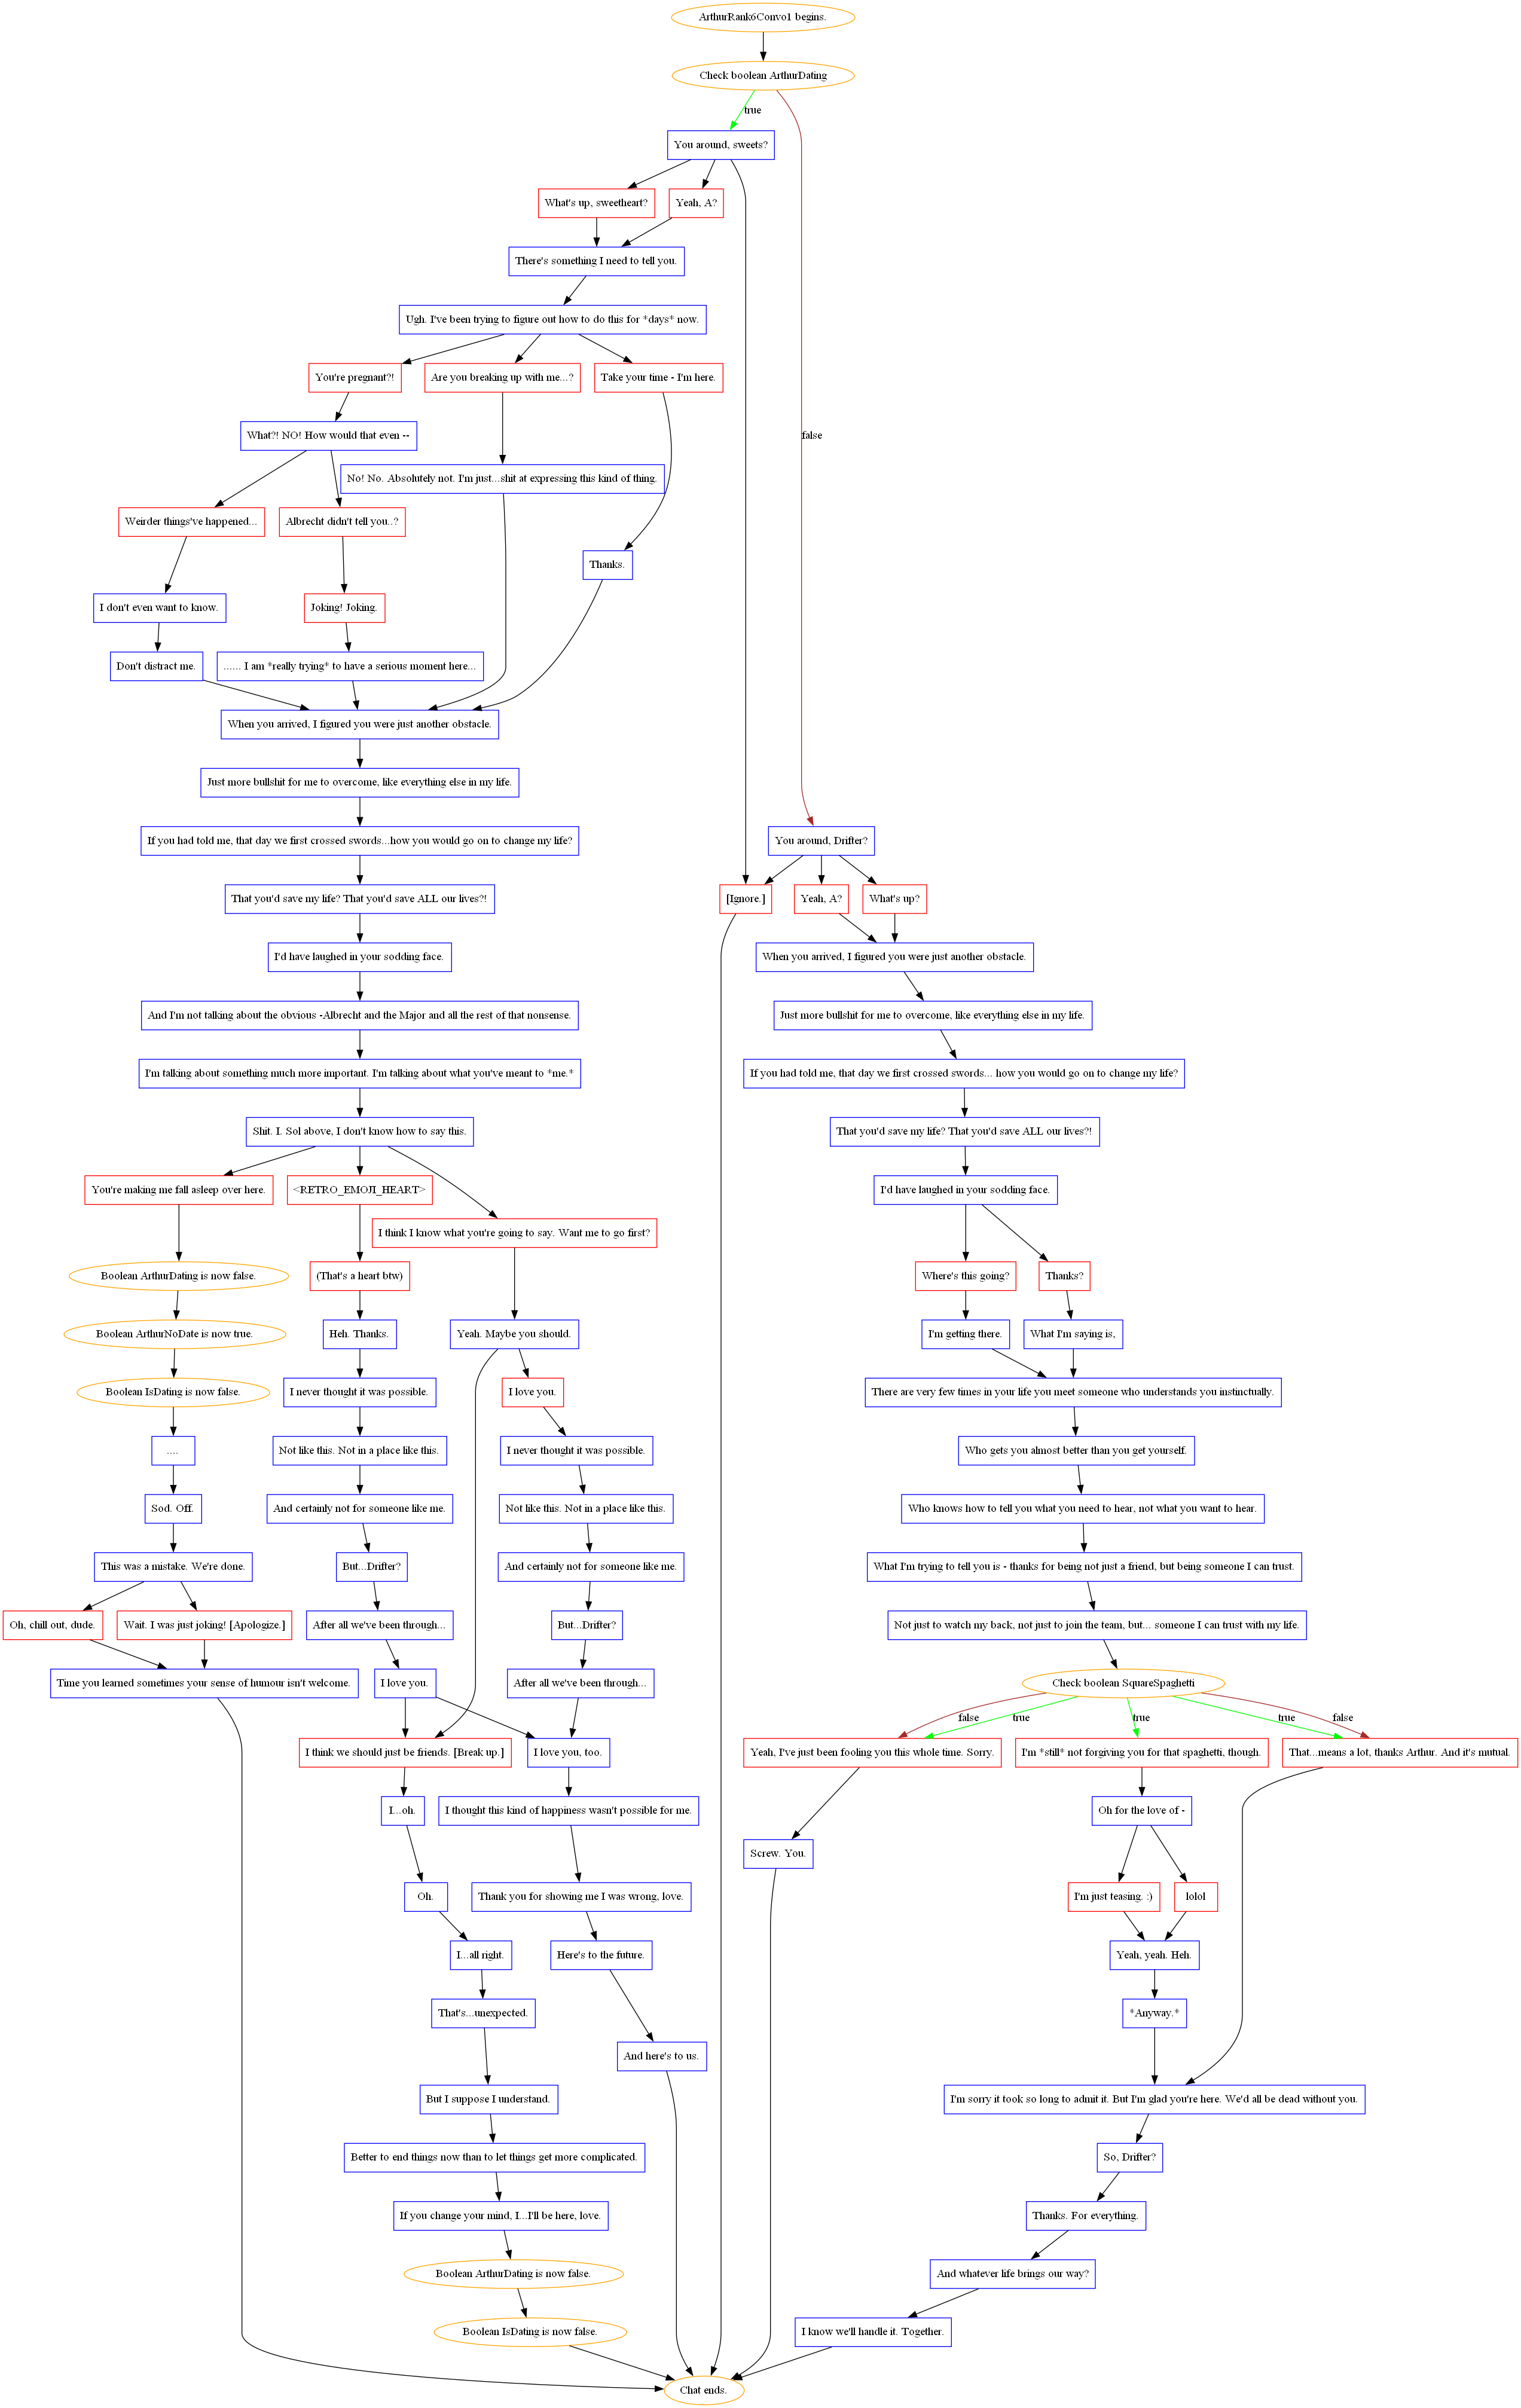 ArthurRank6Convo1 begins.
Check boolean ArthurDating
true
false
You around, sweets?
What's up, sweetheart?
Yeah, A?
There's something I need to tell you.
Ugh. I've been trying to figure out how to do this for *days* now.
You're pregnant?!
Are you breaking up with me...?
Take your time - I'm here.
What?! NO! How would that even --
No! No. Absolutely not. I'm just...shit at expressing this kind of thing.
Weirder things've happened...
Albrecht didn't tell you..?
Thanks.
I don't even want to know.
Joking! Joking.
Don't distract me.
...... I am *really trying* to have a serious moment here...
When you arrived, I figured you were just another obstacle.
Just more bullshit for me to overcome, like everything else in my life.
If you had told me, that day we first crossed swords...how you would go on to change my life?
That you'd save my life? That you'd save ALL our lives?!
I'd have laughed in your sodding face.
And I'm not talking about the obvious -Albrecht and the Major and all the rest of that nonsense.
I'm talking about something much more important. I'm talking about what you've meant to *me.*
Shit. I. Sol above, I don't know how to say this.
You're making me fall asleep over here.
<RETRO_EMOJI_HEART>
I think I know what you're going to say. Want me to go first?
Boolean ArthurDating is now false.
(That's a heart btw)
Boolean ArthurNoDate is now true.
Heh. Thanks.
Yeah. Maybe you should.
Boolean IsDating is now false.
I never thought it was possible.
I love you.
....
Not like this. Not in a place like this.
I never thought it was possible.
Sod. Off.
And certainly not for someone like me.
Not like this. Not in a place like this.
This was a mistake. We're done.
But...Drifter?
And certainly not for someone like me.
Oh, chill out, dude.
Wait. I was just joking! [Apologize.]
After all we've been through...
But...Drifter?
Time you learned sometimes your sense of humour isn't welcome.
I love you.
After all we've been through...
I think we should just be friends. [Break up.]
I love you, too.
I...oh.
I thought this kind of happiness wasn't possible for me.
Oh.
Thank you for showing me I was wrong, love.
I...all right.
Here's to the future.
That's...unexpected.
And here's to us.
But I suppose I understand.
Better to end things now than to let things get more complicated.
If you change your mind, I...I'll be here, love.
Boolean ArthurDating is now false.
Boolean IsDating is now false.
You around, Drifter?
[Ignore.]
Yeah, A?
What's up?
When you arrived, I figured you were just another obstacle.
Just more bullshit for me to overcome, like everything else in my life.
If you had told me, that day we first crossed swords... how you would go on to change my life?
That you'd save my life? That you'd save ALL our lives?!
I'd have laughed in your sodding face.
Where's this going?
Thanks?
I'm getting there.
What I'm saying is,
There are very few times in your life you meet someone who understands you instinctually.
Who gets you almost better than you get yourself.
Who knows how to tell you what you need to hear, not what you want to hear.
What I'm trying to tell you is - thanks for being not just a friend, but being someone I can trust.
Not just to watch my back, not just to join the team, but... someone I can trust with my life.
Check boolean SquareSpaghetti
false
true
true
true
false
Yeah, I've just been fooling you this whole time. Sorry.
I'm *still* not forgiving you for that spaghetti, though.
That...means a lot, thanks Arthur. And it's mutual.
Oh for the love of -
Screw. You.
I'm just teasing. :)
lolol
Yeah, yeah. Heh.
*Anyway.*
I'm sorry it took so long to admit it. But I'm glad you're here. We'd all be dead without you.
So, Drifter?
Thanks. For everything.
And whatever life brings our way?
I know we'll handle it. Together.
Chat ends.